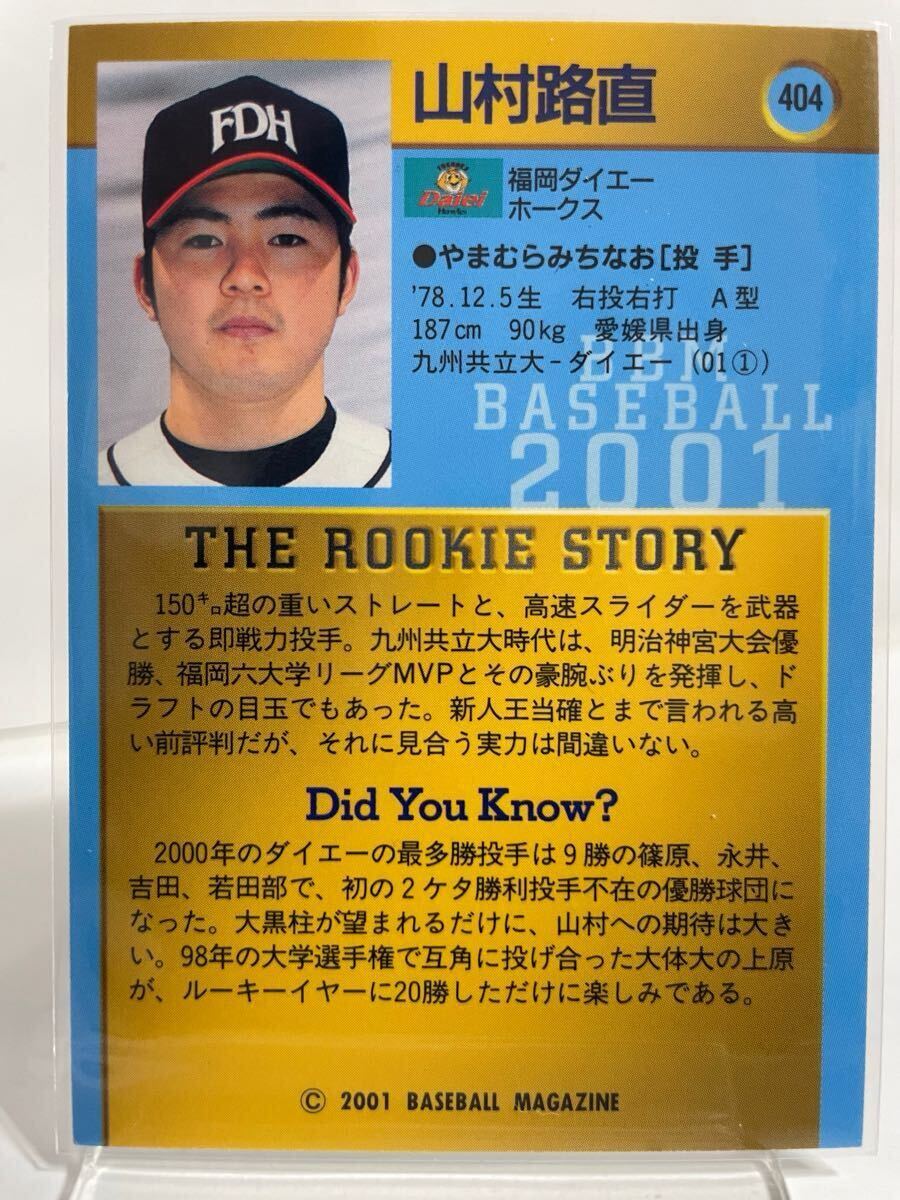 山村路直
404
FDH
FUKUOKA
Daiei
Hawks
福岡ダイエー
ホークス
●やまむらみちなお[投 手]
'78.12.5生 右投右打 A型
187cm 90kg 愛媛県出身
九州共立大-ダイエー(01①)
BBM
BASEBALL
2001
THE ROOKIE STORY
150㌔超の重いストレートと、高速スライダーを武器
とする即戦力投手。九州共立大時代は、明治神宮大会優
勝、福岡六大学リーグMVPとその豪腕ぶりを発揮し、ド
ラフトの目玉でもあった。新人王当確とまで言われる高
い前評判だが、それに見合う実力は間違いない。
Did You Know?
2000年のダイエーの最多勝投手は9勝の篠原、永井、
吉田、若田部で、初の2ケタ勝利投手不在の優勝球団に
なった。大黒柱が望まれるだけに、山村への期待は大き
い。98年の大学選手権で互角に投げ合った大体大の上原
が、ルーキーイヤーに20勝しただけに楽しみである。
© 2001 BASEBALL MAGAZINE